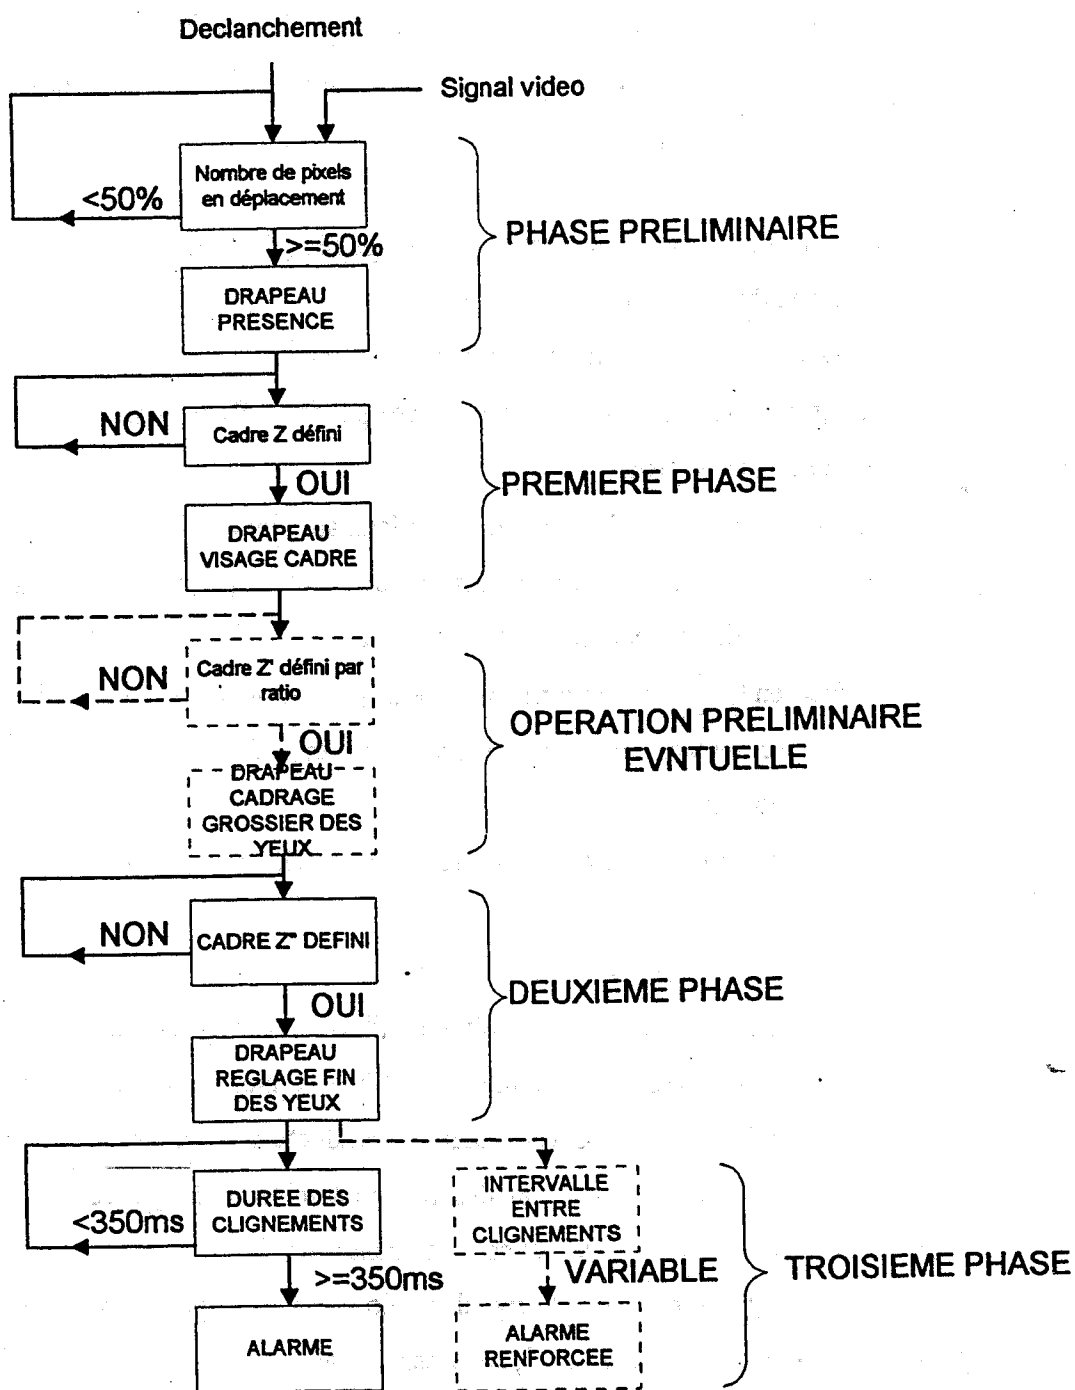 Declanchement
Signal video
Nombre de pixels
en déplacement
<50%
>=50%
PHASE PRELIMINAIRE
DRAPEAU
PRESENCE
NON
Cadre Z défini
OUI
PREMIERE PHASE
DRAPEAU
VISAGE CADRE
NON
Cadre Z' défini par
ratio
OUI
OPERATION PRELIMINAIRE
EVNTUELLE
DRAPEAU
CADRAGE
GROSSIER DES
YEUX
NON
CADRE Z" DEFINI
OUI
DEUXIEME PHASE
DRAPEAU
REGLAGE FIN
DES YEUX
<350ms
DUREE DES
CLIGNEMENTS
INTERVALLE
ENTRE
CLIGNEMENTS
>=350ms
VARIABLE
TROISIEME PHASE
ALARME
ALARME
RENFORCEE